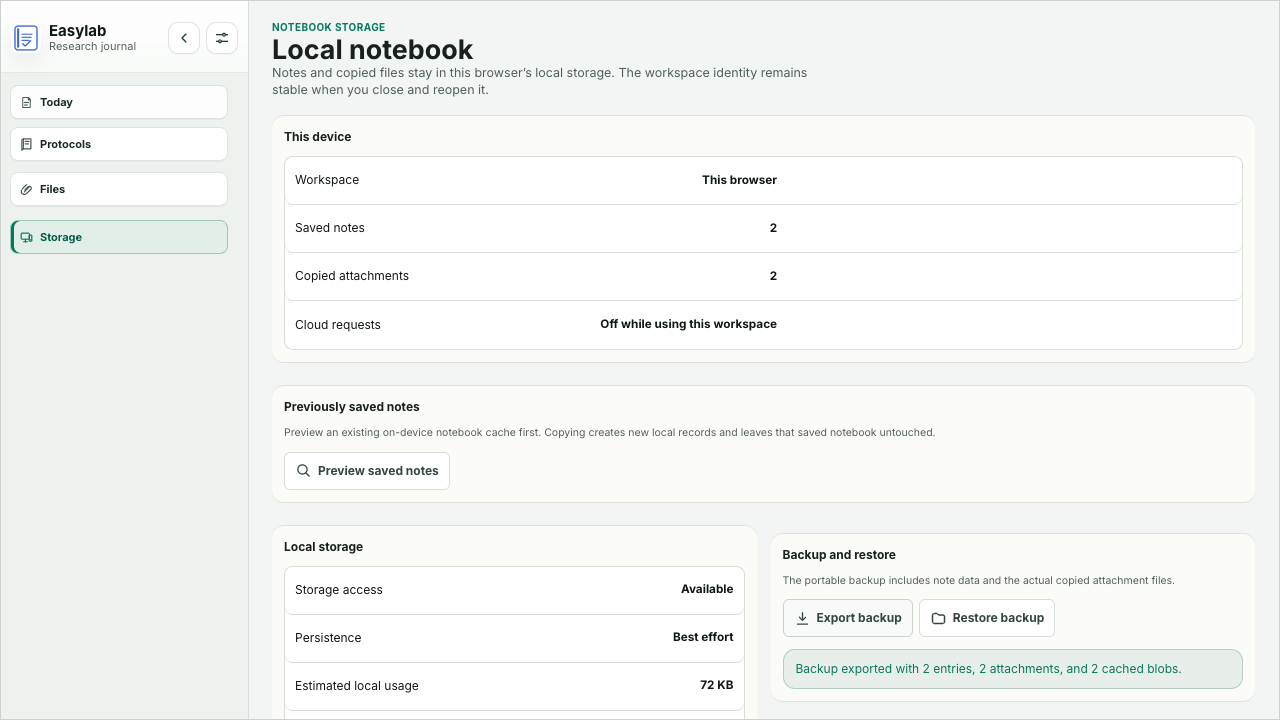 Easylab
Research journal
Today
Protocols
Files
Storage
NOTEBOOK STORAGE
Local notebook
Notes and copied files stay in this browser’s local storage. The workspace identity remains
stable when you close and reopen it.
This device
Workspace This browser
Saved notes 2
Copied attachments 2
Cloud requests Off while using this workspace
Previously saved notes
Preview an existing on-device notebook cache first. Copying creates new local records and leaves that saved notebook untouched.
Preview saved notes
Local storage
Storage access Available
Persistence Best effort
Estimated local usage 72 KB
Backup and restore
The portable backup includes note data and the actual copied attachment files.
Export backup Restore backup
Backup exported with 2 entries, 2 attachments, and 2 cached blobs.